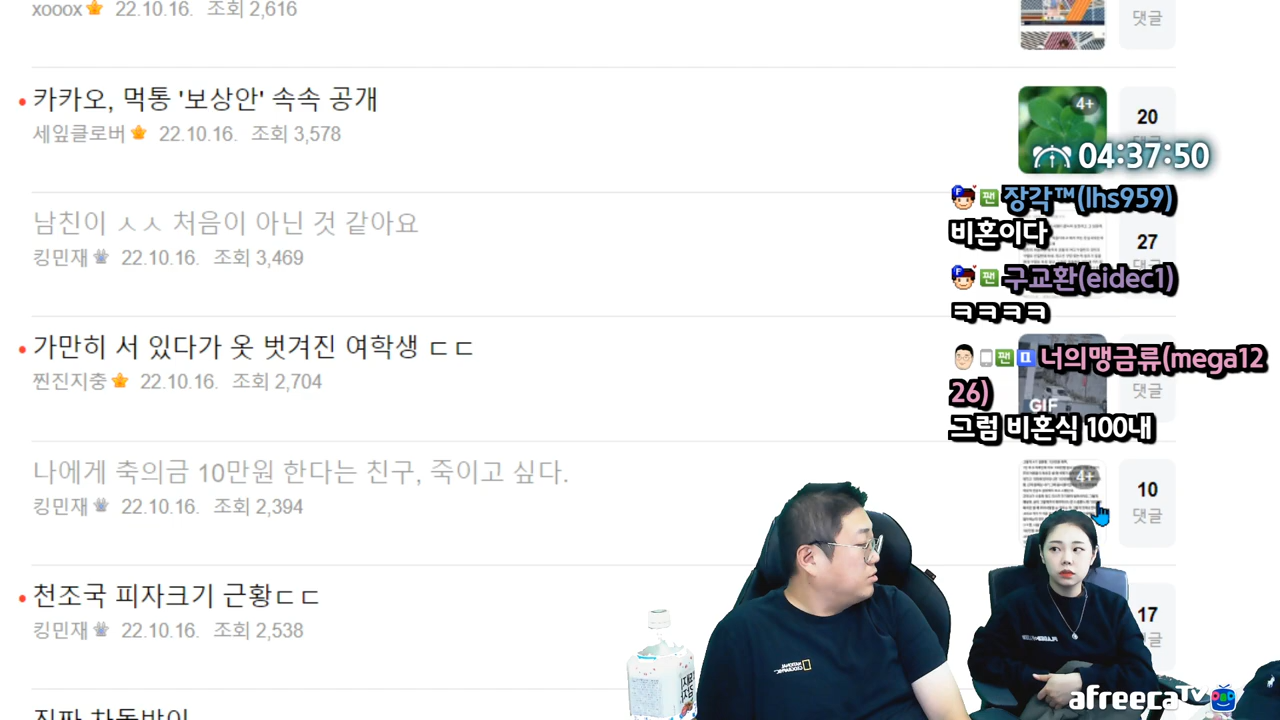 xooox 22.10.16. 조회 2,616
댓글
카카오, 먹통 '보상안' 속속 공개
세잎클로버 22.10.16. 조회 3,578
4+
20
04:37:50
장각™(lhs959)
비혼이다
남친이 ㅅㅅ 처음이 아닌 것 같아요
킹민재 22.10.16. 조회 3,469
27
구교환(eidec1)
ㅋㅋㅋㅋ
가만히 서 있다가 옷 벗겨진 여학생 ㄷㄷ
찐진지충 22.10.16. 조회 2,704
GIF
댓글
너의맹금류(mega12
26)
그럼 비혼식 100내
나에게 축의금 10만원 한다는 친구, 죽이고 싶다.
킹민재 22.10.16. 조회 2,394
4+
10
댓글
천조국 피자크기 근황ㄷㄷ
킹민재 22.10.16. 조회 2,538
17
댓글
NATIONAL
GEOGRAPHIC
afreecaTV